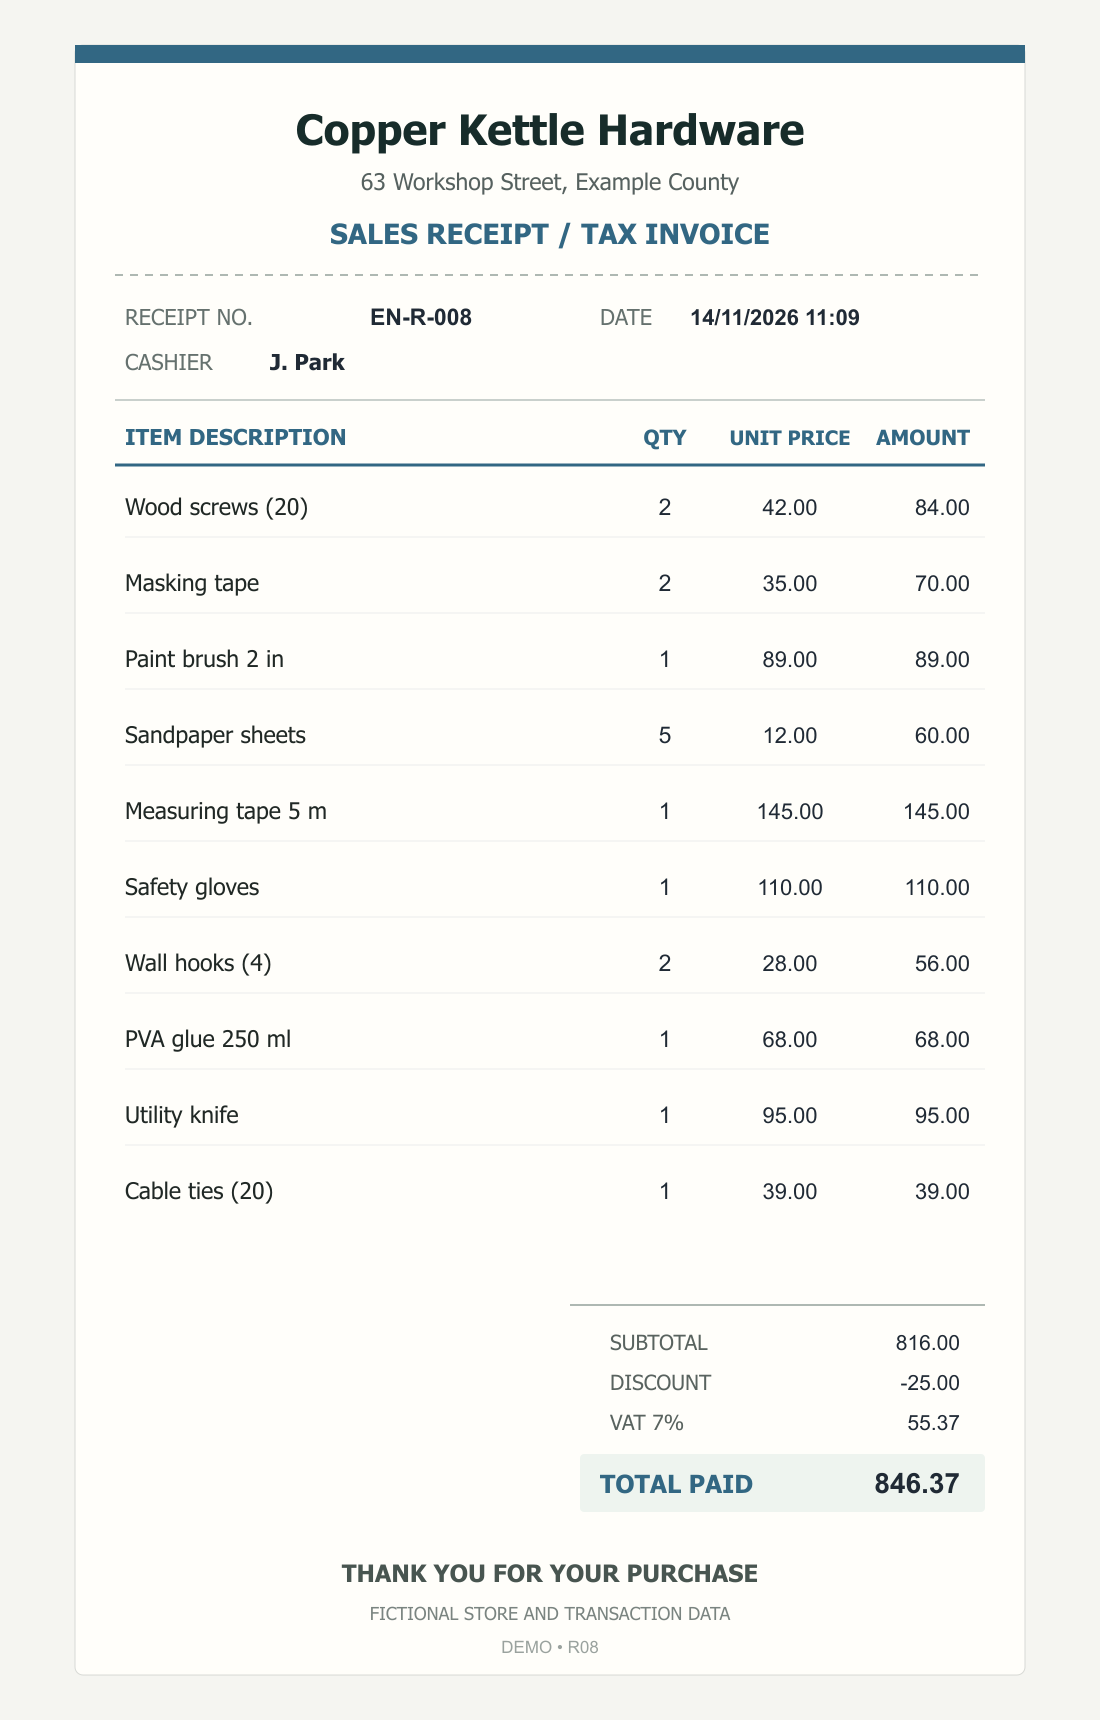 Copper Kettle Hardware
63 Workshop Street, Example County
SALES RECEIPT / TAX INVOICE
RECEIPT NO. EN-R-008 DATE 14/11/2026 11:09
CASHIER J. Park
ITEM DESCRIPTION QTY UNIT PRICE AMOUNT
Wood screws (20) 2 42.00 84.00
Masking tape 2 35.00 70.00
Paint brush 2 in 1 89.00 89.00
Sandpaper sheets 5 12.00 60.00
Measuring tape 5 m 1 145.00 145.00
Safety gloves 1 110.00 110.00
Wall hooks (4) 2 28.00 56.00
PVA glue 250 ml 1 68.00 68.00
Utility knife 1 95.00 95.00
Cable ties (20) 1 39.00 39.00
SUBTOTAL 816.00
DISCOUNT -25.00
VAT 7% 55.37
TOTAL PAID 846.37
THANK YOU FOR YOUR PURCHASE
FICTIONAL STORE AND TRANSACTION DATA
DEMO • R08